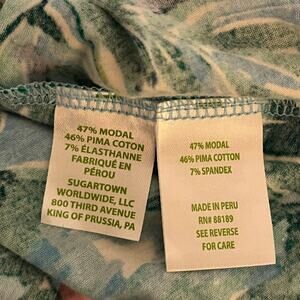 47% MODAL
46% PIMA COTON
7% ÉLASTHANNE
FABRIQUÉ EN
PÉROU
SUGARTOWN
WORLDWIDE, LLC
800 THIRD AVENUE
KING OF PRUSSIA, PA
47% MODAL
46% PIMA COTTON
7% SPANDEX
MADE IN PERU
RN# 88189
SEE REVERSE
FOR CARE